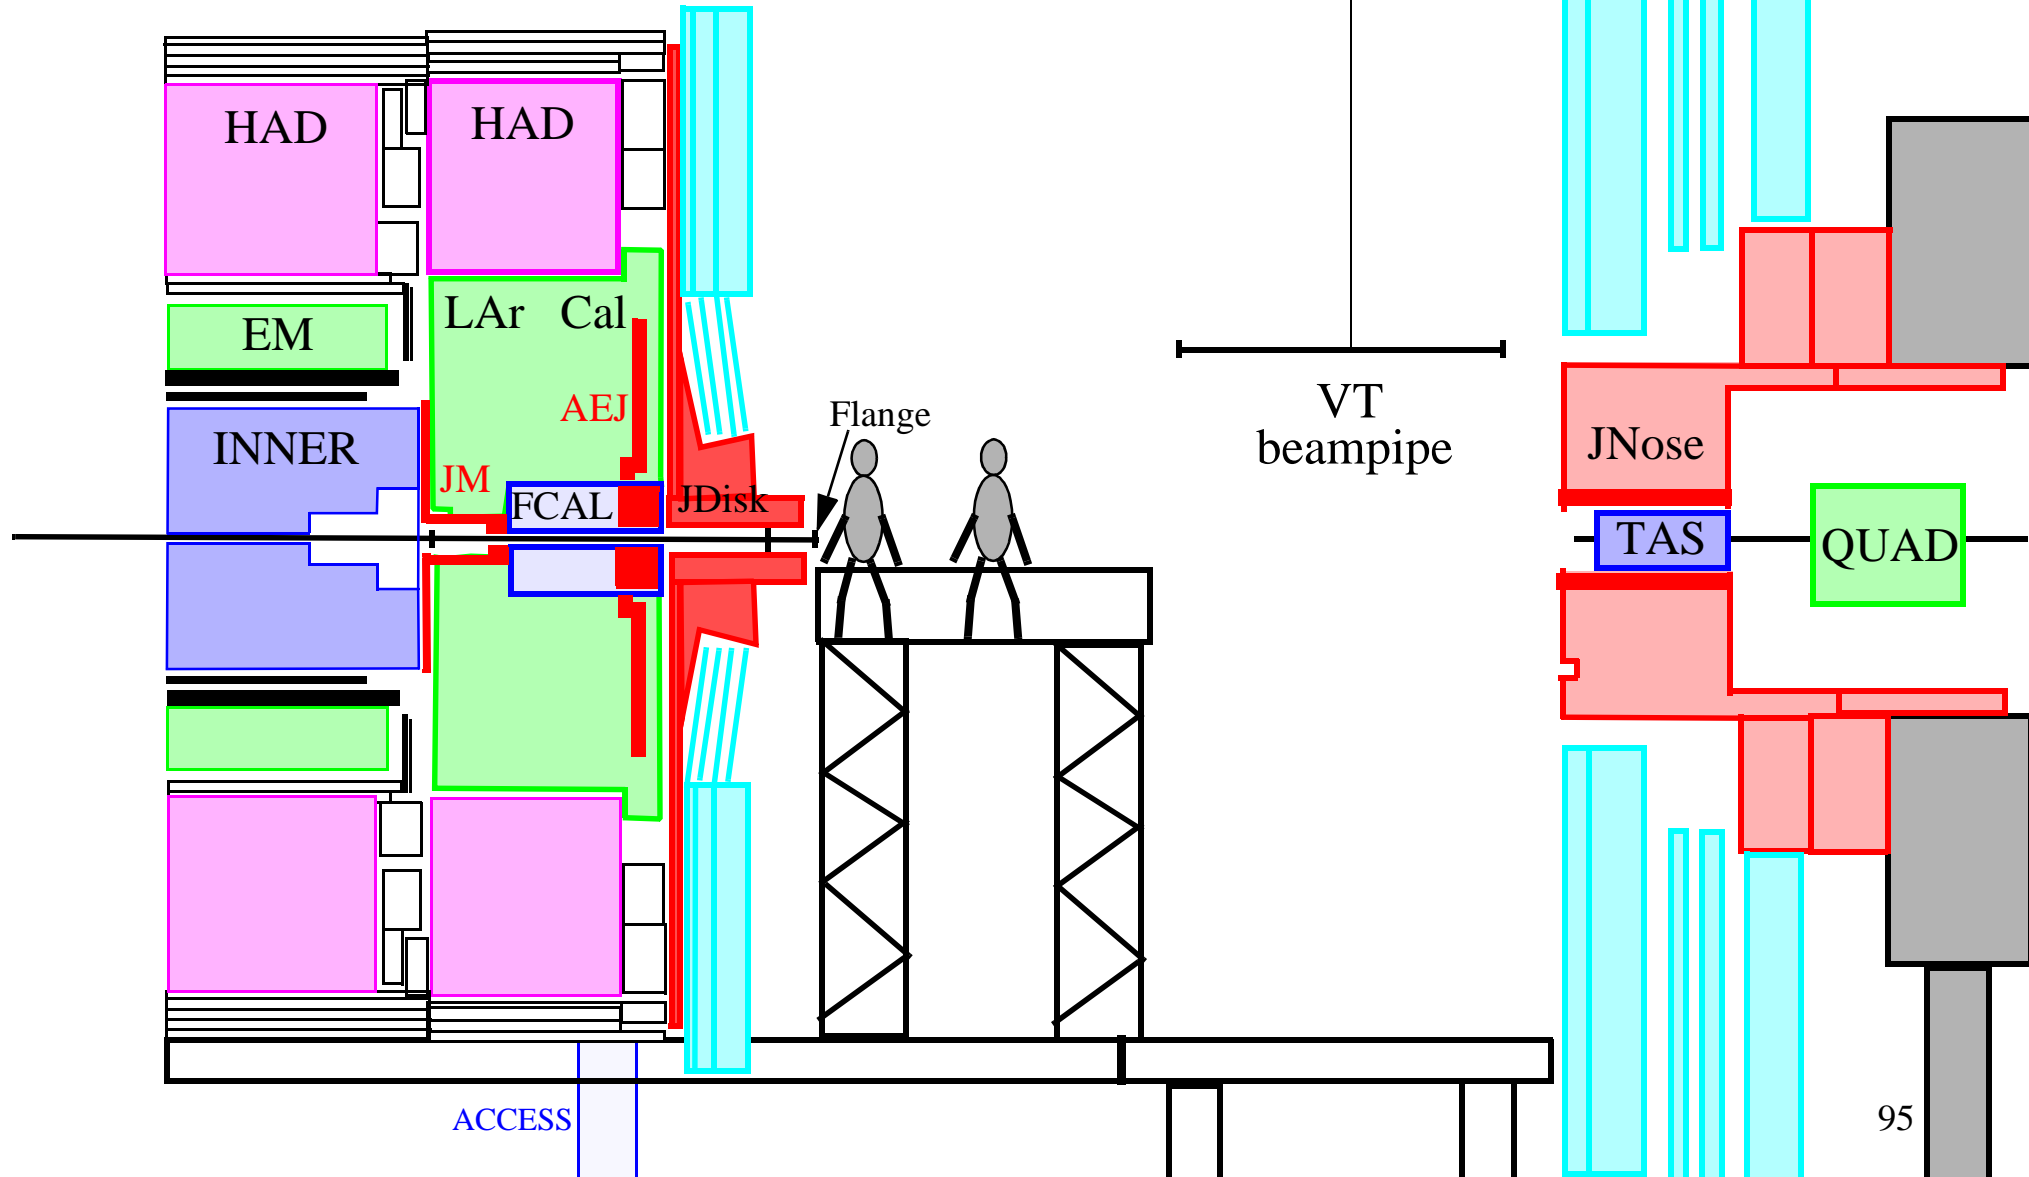 HAD
HAD
LAr Cal
EM
AEJ
Flange
VT
beampipe
INNER
JM
FCAL
JDisk
JNose
TAS
QUAD
ACCESS
95